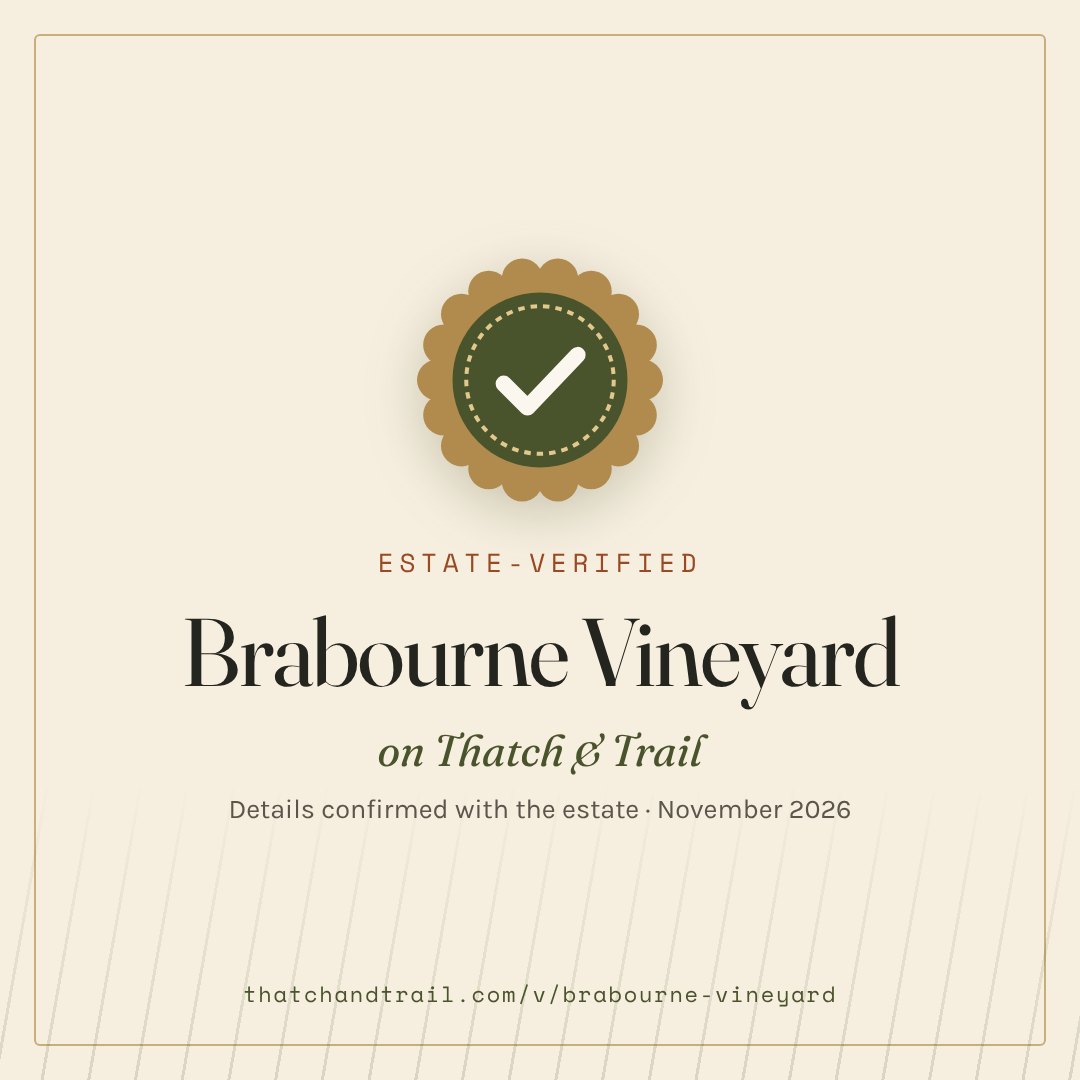 ESTATE-VERIFIED
Brabourne Vineyard
on Thatch & Trail
Details confirmed with the estate · November 2026
thatchandtrail.com/v/brabourne-vineyard